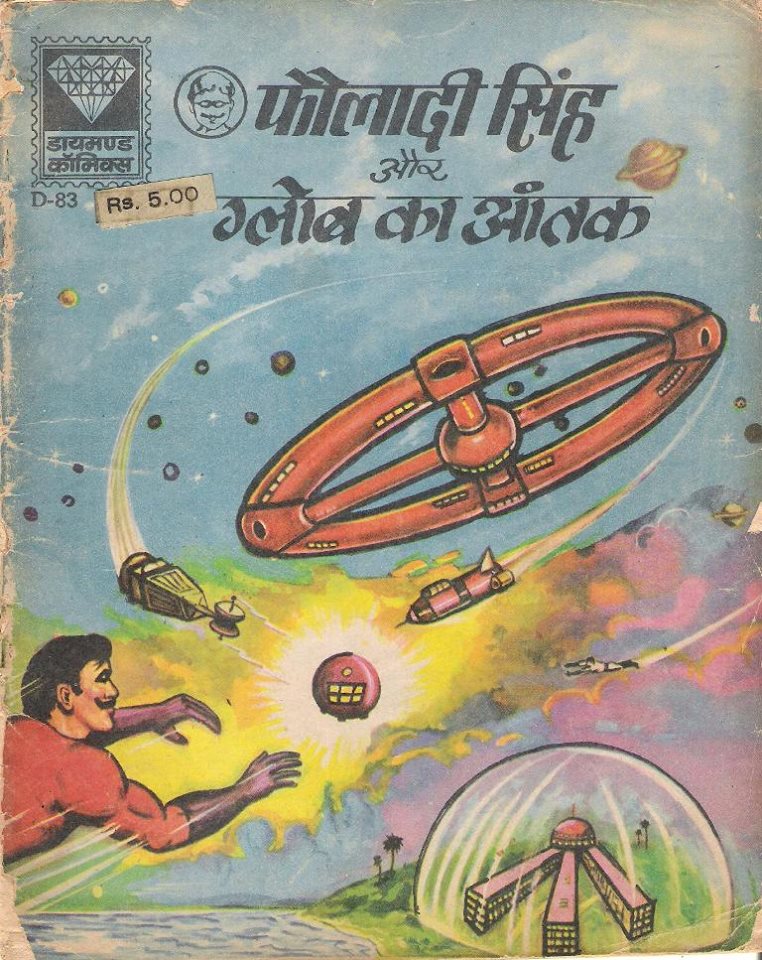 डायमण्ड
कॉमिक्स
D-83
Rs. 5.00
फौलादी सिंह
और
ग्लोब का आंतक